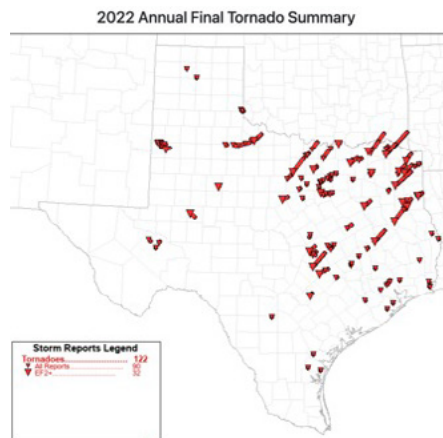 2022 Annual Final Tornado Summary
Storm Reports Legend
Tornadoes.................... 122
All Reports.................... 90
EF2+........................... 32